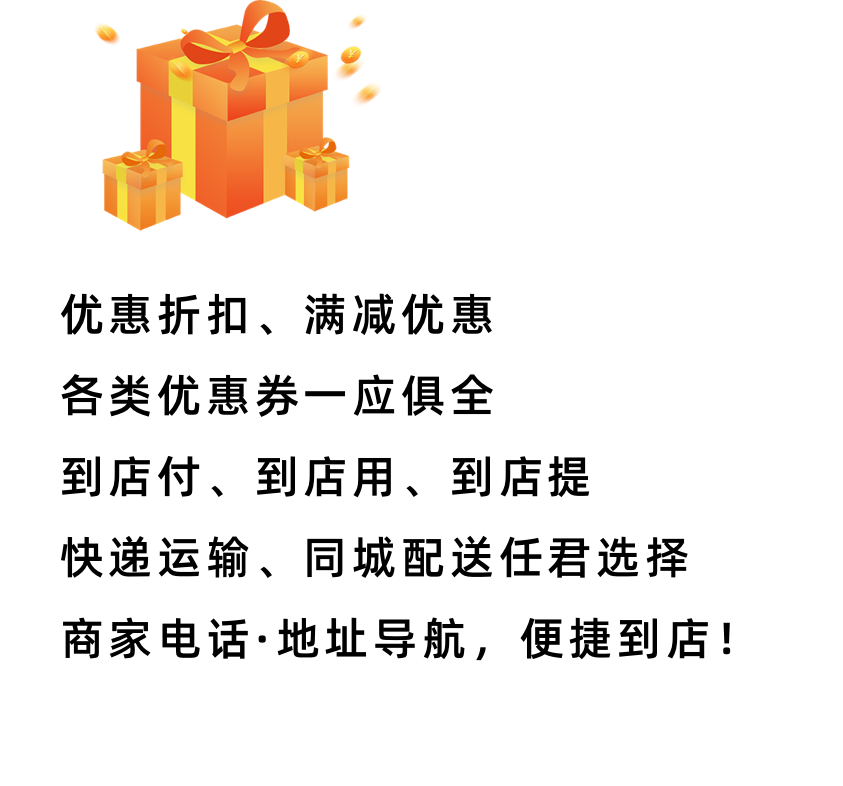 优惠折扣、满减优惠
各类优惠券一应俱全
到店付、到店用、到店提
快递运输、同城配送任君选择
商家电话·地址导航，便捷到店！